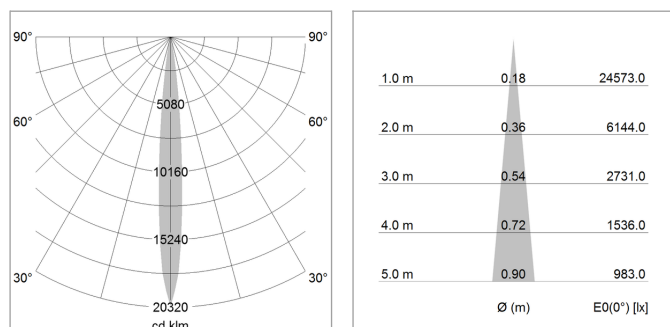 90° 90°
5080
60° 60°
10160
15240
30° 30°
20320
cd klm
1.0 m 0.18 24573.0
2.0 m 0.36 6144.0
3.0 m 0.54 2731.0
4.0 m 0.72 1536.0
5.0 m 0.90 983.0
Ø (m) E0(0°) [lx]